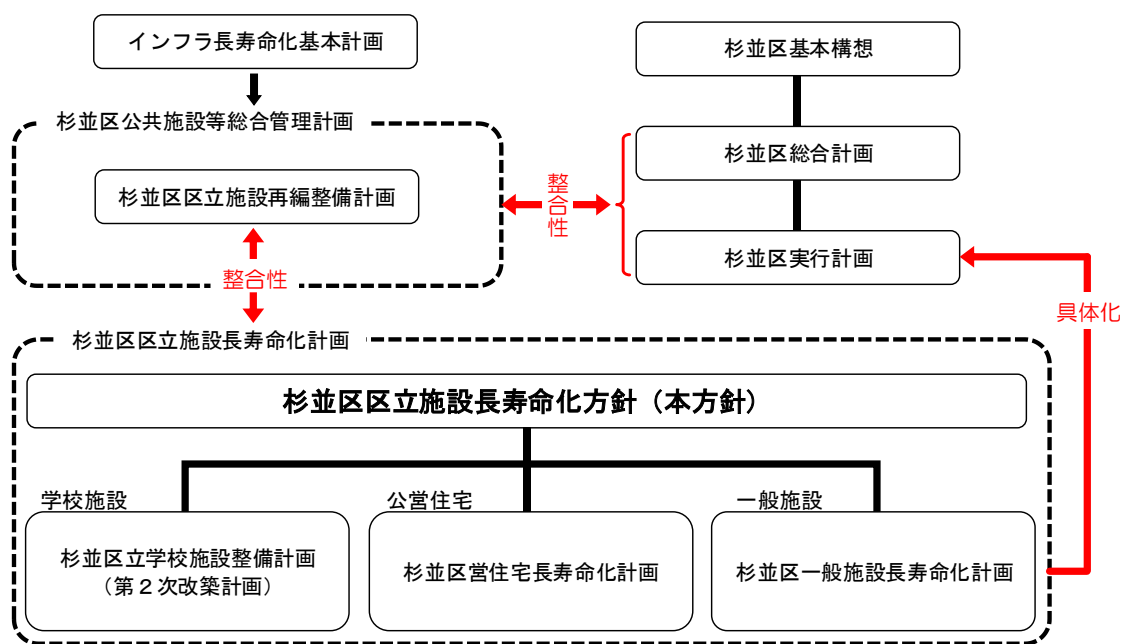 インフラ長寿命化基本計画
杉並区基本構想
杉並区公共施設等総合管理計画
杉並区総合計画
杉並区区立施設再編整備計画
整合性
杉並区実行計画
整合性
具体化
杉並区区立施設長寿命化計画
杉並区区立施設長寿命化方針（本方針）
学校施設
公営住宅
一般施設
杉並区立学校施設整備計画
（第２次改築計画）
杉並区営住宅長寿命化計画
杉並区一般施設長寿命化計画